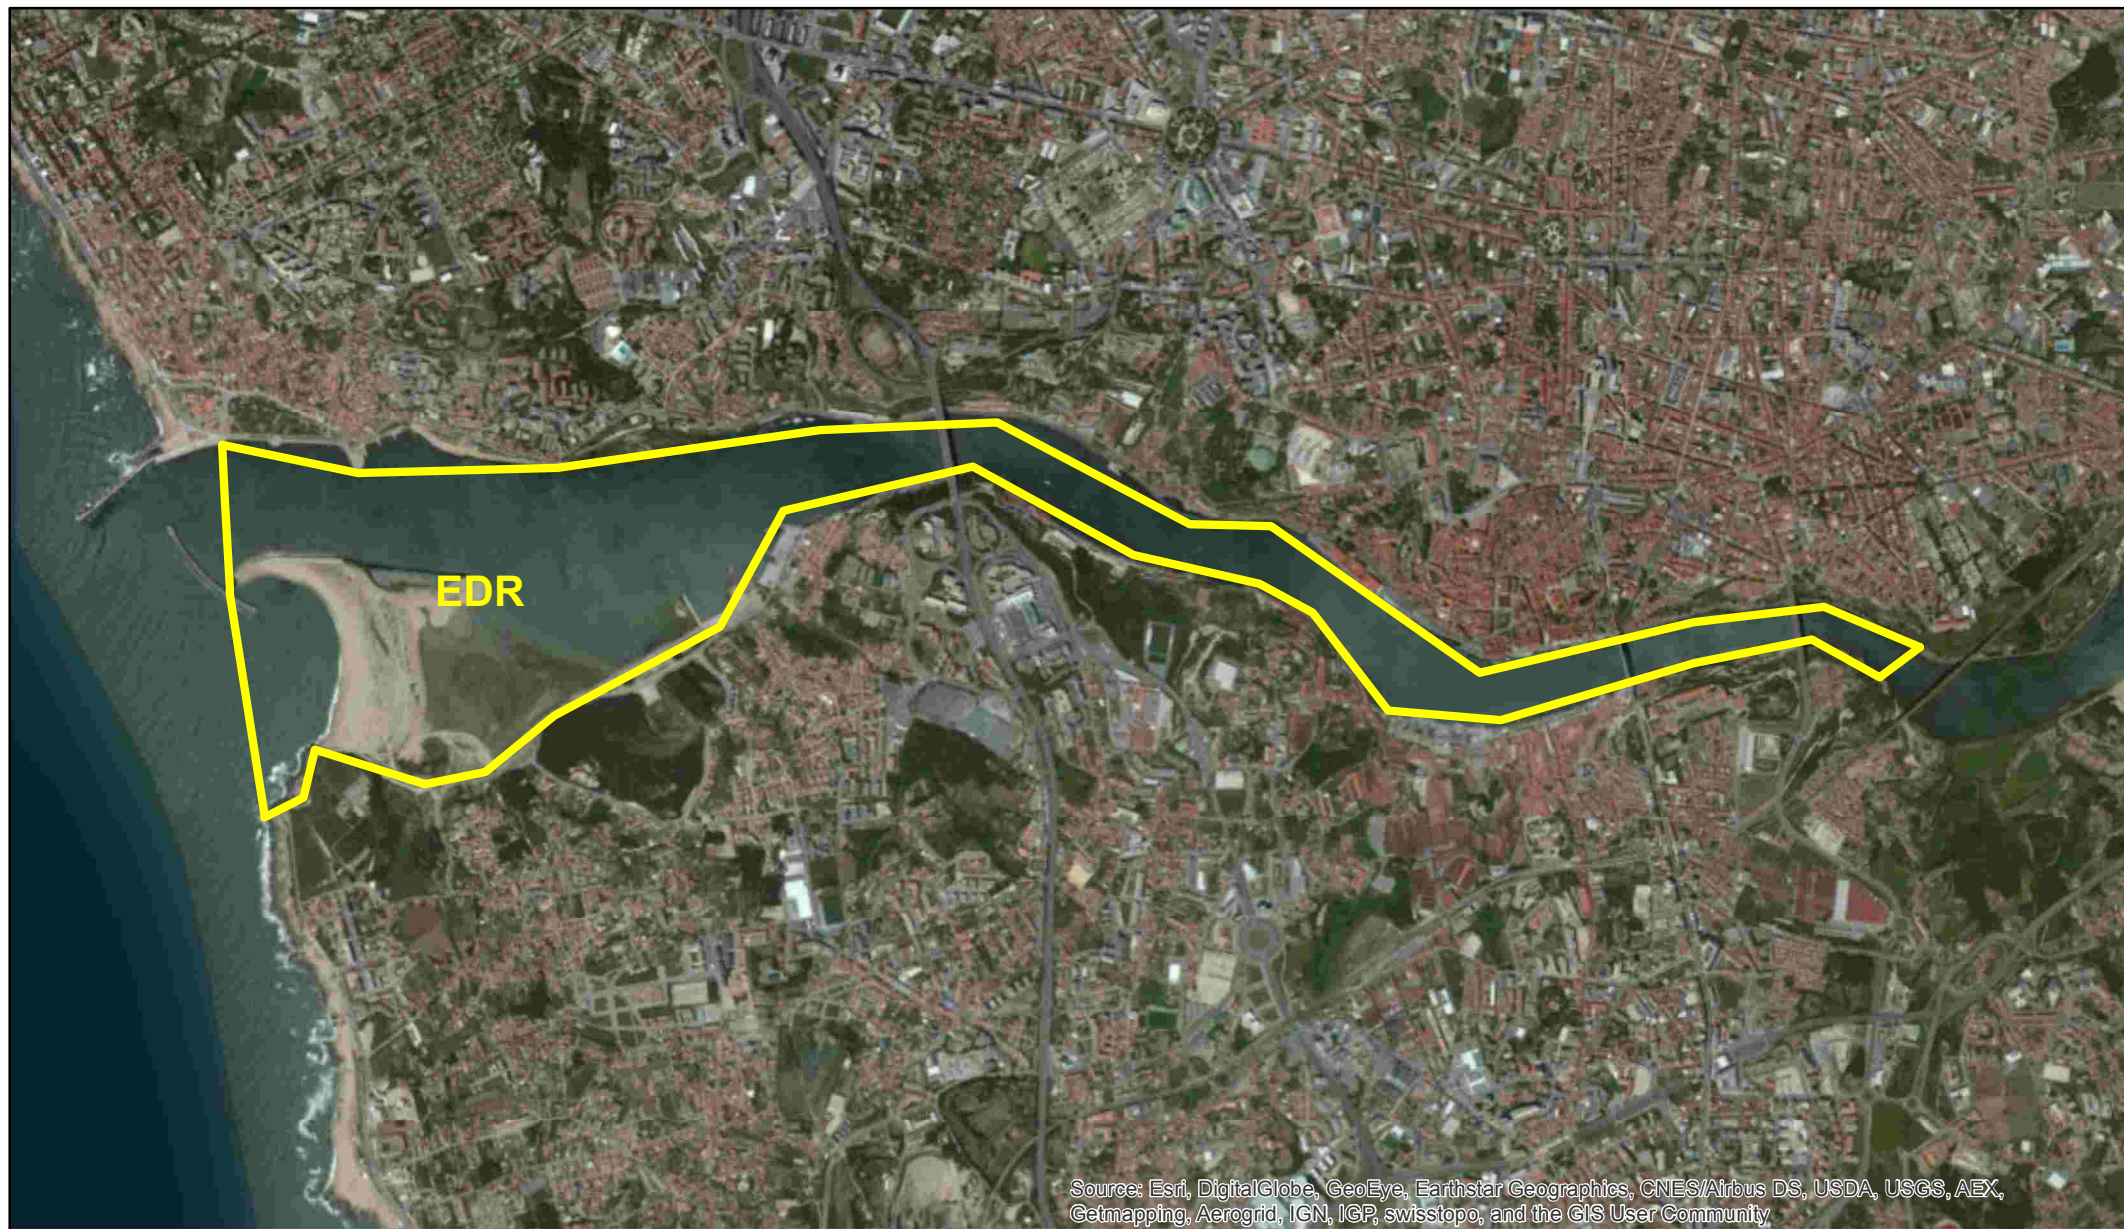 EDR
Source: Esri, DigitalGlobe, GeoEye, Earthstar Geographics, CNES/Airbus DS, USDA, USGS, AEX,
Getmapping, Aerogrid, IGN, IGP, swisstopo, and the GIS User Community